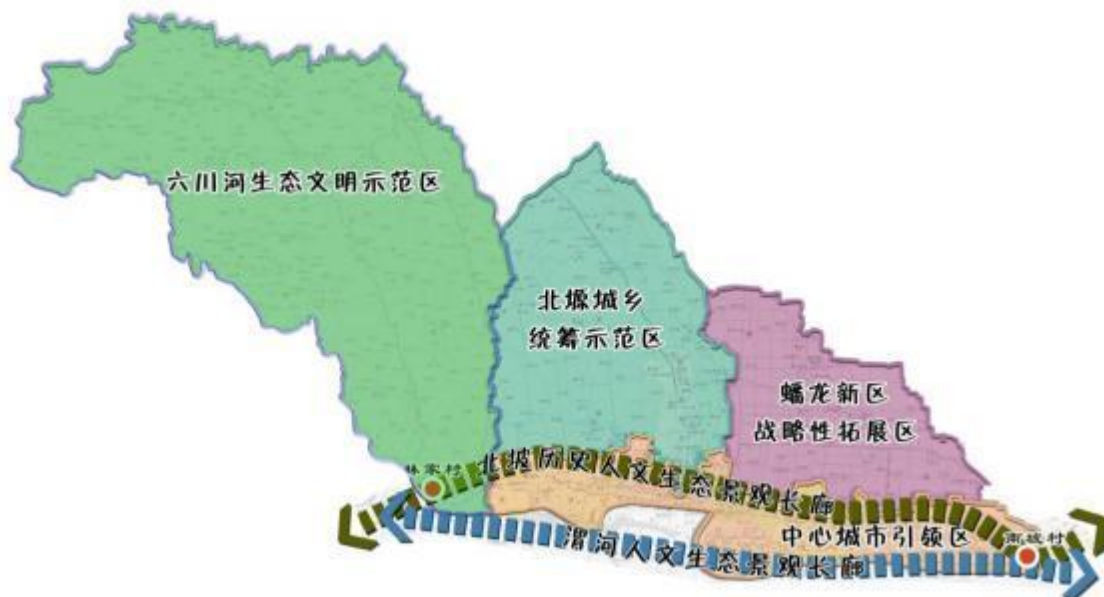 六川河生态文明示范区
北塬城乡
统筹示范区
蟠龙新区
战略性拓展区
林家村
北坡历史人文生态景观长廊
中心城市引领区
南坡村
渭河人文生态景观长廊